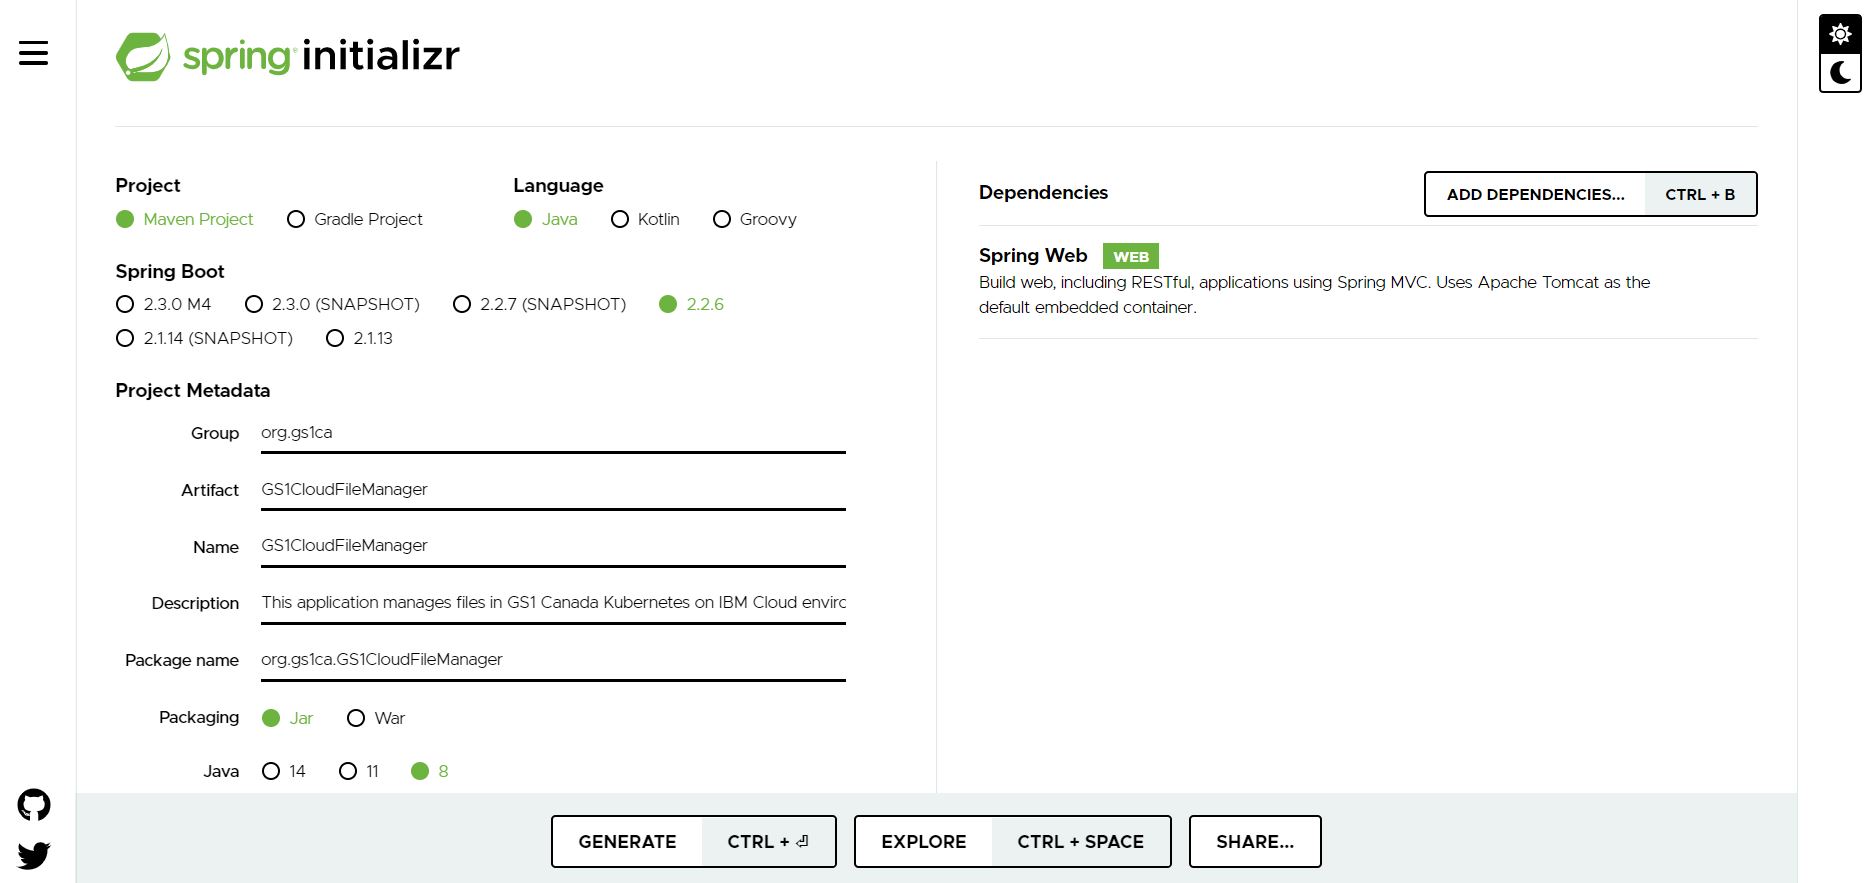 spring initializr
Project
Maven Project Gradle Project
Language
Java Kotlin Groovy
Spring Boot
2.3.0 M4 2.3.0 (SNAPSHOT) 2.2.7 (SNAPSHOT) 2.2.6
2.1.14 (SNAPSHOT) 2.1.13
Project Metadata
Group org.gs1ca
Artifact GS1CloudFileManager
Name GS1CloudFileManager
Description This application manages files in GS1 Canada Kubernetes on IBM Cloud enviro
Package name org.gs1ca.GS1CloudFileManager
Packaging Jar War
Java 14 11 8
Dependencies
ADD DEPENDENCIES... CTRL + B
Spring Web WEB
Build web, including RESTful, applications using Spring MVC. Uses Apache Tomcat as the
default embedded container.
GENERATE CTRL + ⏎
EXPLORE CTRL + SPACE
SHARE...